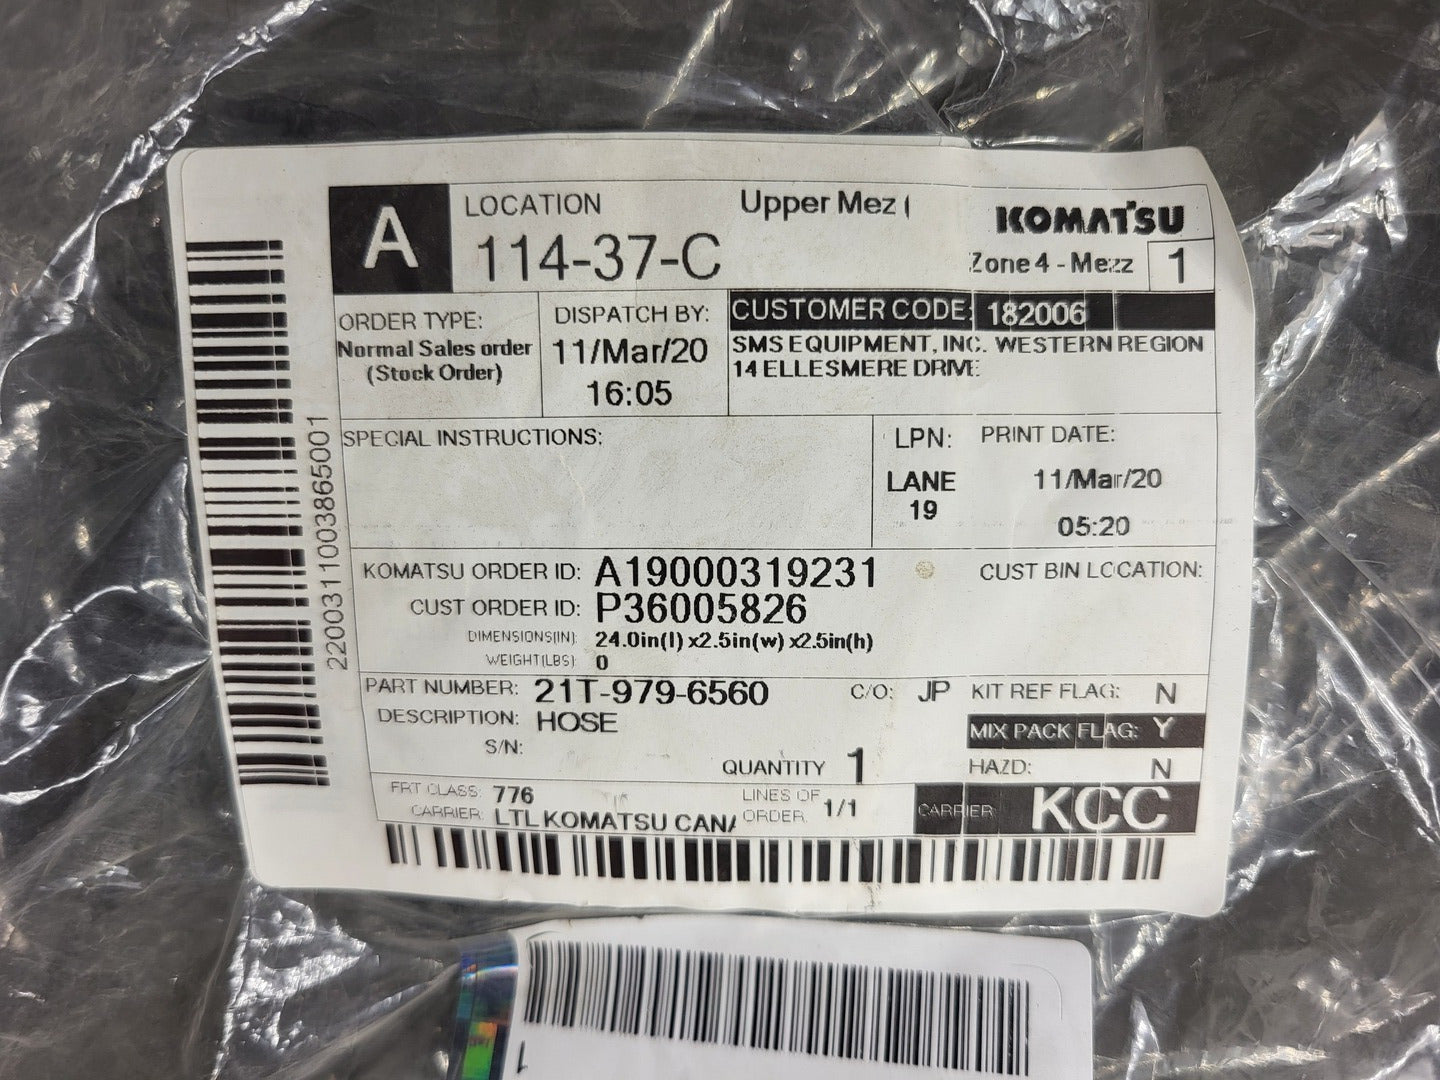 A
LOCATION
114-37-C
Upper Mez
KOMATSU
Zone 4 - Mezz
1
ORDER TYPE:
Normal Sales order
(Stock Order)
DISPATCH BY:
11/Mar/20
16:05
CUSTOMER CODE: 182006
SMS EQUIPMENT, INC. WESTERN REGION
14 ELLESMERE DRIVE
SPECIAL INSTRUCTIONS:
LPN:
LANE
19
PRINT DATE:
11/Mar/20
05:20
2200311003865001
KOMATSU ORDER ID: A19000319231
CUST BIN LOCATION:
CUST ORDER ID: P36005826
DIMENSIONS(IN): 24.0in(l) x2.5in(w) x2.5in(h)
WEIGHT(LBS): 0
PART NUMBER: 21T-979-6560
C/O: JP
KIT REF FLAG: N
DESCRIPTION: HOSE
MIX PACK FLAG: Y
S/N:
QUANTITY 1
HAZD: N
FRT CLASS: 776
LINES OF
ORDER 1/1
CARRIER: LTL KOMATSU CANA
CARRIER: KCC
1